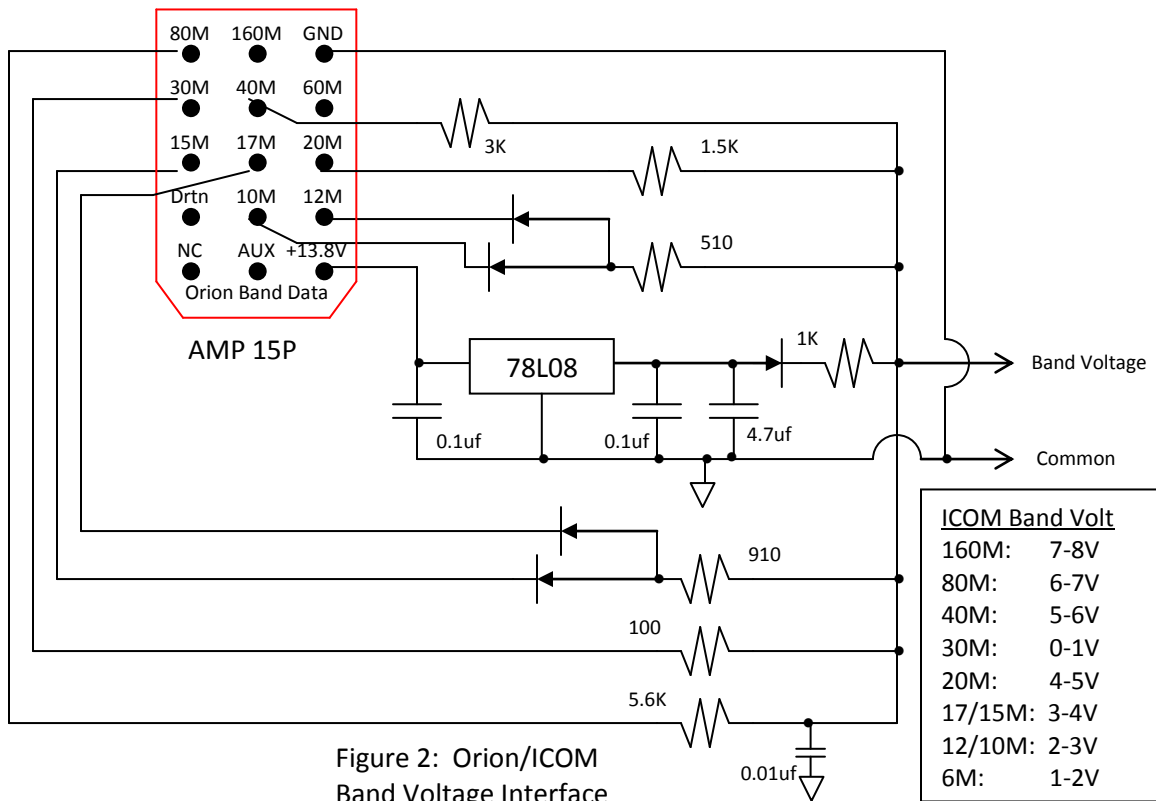 80M 160M GND
30M 40M 60M
3K
1.5K
15M 17M 20M
Drtn 10M 12M
510
NC AUX +13.8V
Orion Band Data
AMP 15P
1K
78L08
Band Voltage
0.1uf
0.1uf
4.7uf
Common
910
100
5.6K
0.01uf
Figure 2: Orion/ICOM
Band Voltage Interface
ICOM Band Volt
160M: 7-8V
80M: 6-7V
40M: 5-6V
30M: 0-1V
20M: 4-5V
17/15M: 3-4V
12/10M: 2-3V
6M: 1-2V